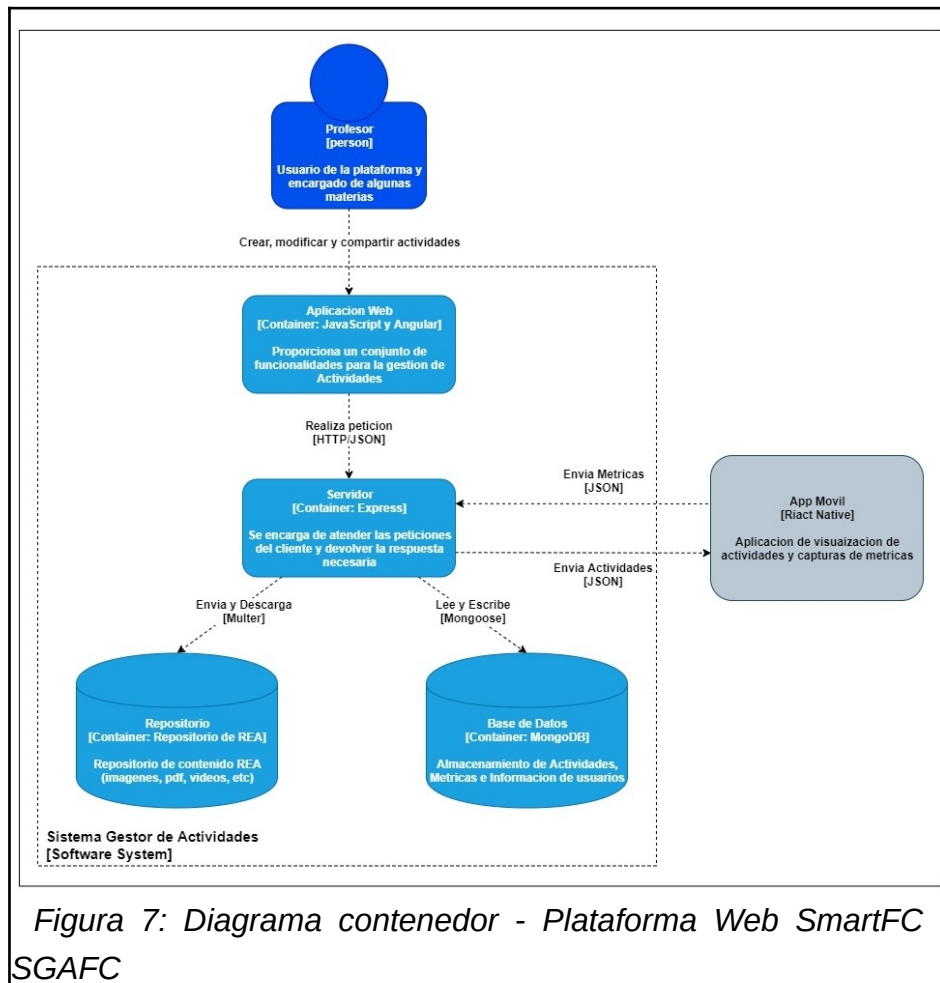 Profesor
[person]
Usuario de la plataforma y
encargado de algunas
materias
Crear, modificar y compartir actividades
Aplicacion Web
[Container: JavaScript y Angular]
Proporciona un conjunto de
funcionalidades para la gestion de
Actividades
Realiza peticion
[HTTP/JSON]
Servidor
[Container: Express]
Se encarga de atender las peticiones
del cliente y devolver la respuesta
necesaria
Envia Metricas
[JSON]
Envia Actividades
[JSON]
App Movil
[Riact Native]
Aplicacion de visuaizacion de
actividades y capturas de metricas
Envia y Descarga
[Multer]
Lee y Escribe
[Mongoose]
Repositorio
[Container: Repositorio de REA]
Repositorio de contenido REA
(imagenes, pdf, videos, etc)
Base de Datos
[Container: MongoDB]
Almacenamiento de Actividades,
Metricas e Informacion de usuarios
Sistema Gestor de Actividades
[Software System]
Figura 7: Diagrama contenedor - Plataforma Web SmartFC
SGAFC